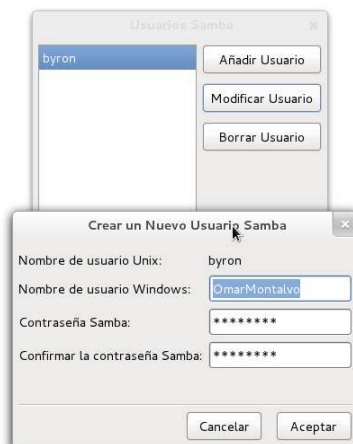 Usuarios Samba
byron
Añadir Usuario
Modificar Usuario
Borrar Usuario
Crear un Nuevo Usuario Samba
Nombre de usuario Unix: byron
Nombre de usuario Windows: OmarMontalvo
Contraseña Samba: ********
Confirmar la contraseña Samba: ********
Cancelar Aceptar